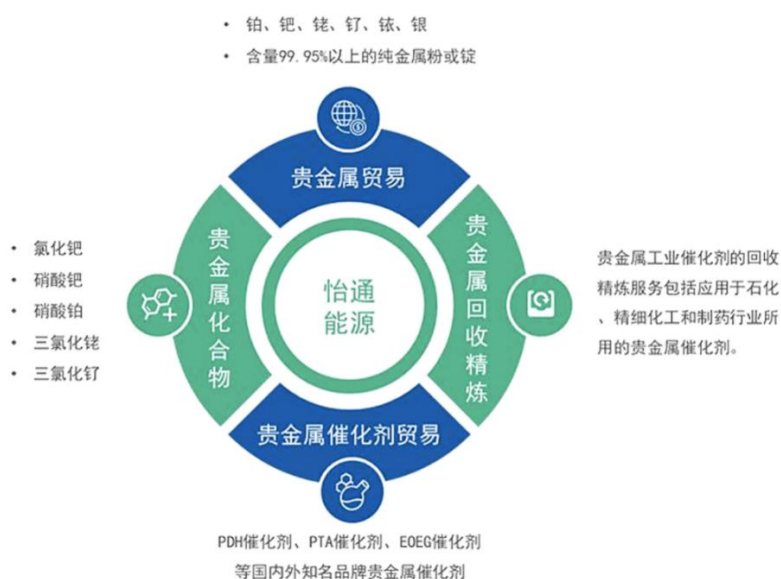 • 铂、钯、铑、钌、铱、银
• 含量99.95%以上的纯金属粉或锭
贵金属贸易
贵金属化合物
• 氯化钯
• 硝酸钯
• 硝酸铂
• 三氯化铑
• 三氯化钌
怡通
能源
贵金属回收精炼
贵金属工业催化剂的回收
精炼服务包括应用于石化
、精细化工和制药行业所
用的贵金属催化剂。
贵金属催化剂贸易
PDH催化剂、PTA催化剂、EOEG催化剂
等国内外知名品牌贵金属催化剂